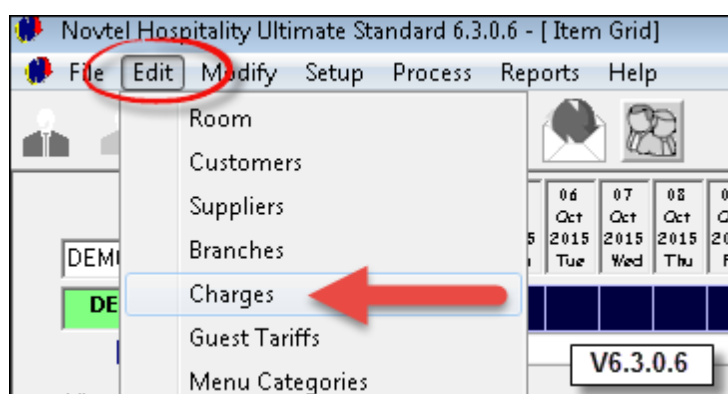 Novtel Hospitality Ultimate Standard 6.3.0.6 - [ Item Grid]
File Edit Modify Setup Process Reports Help
Room
Customers
Suppliers
Branches
Charges
Guest Tariffs
Menu Categories
06 07 08
Oct Oct Oct
2015 2015 2015
Tue Wed Thu
DEM
DE
V6.3.0.6